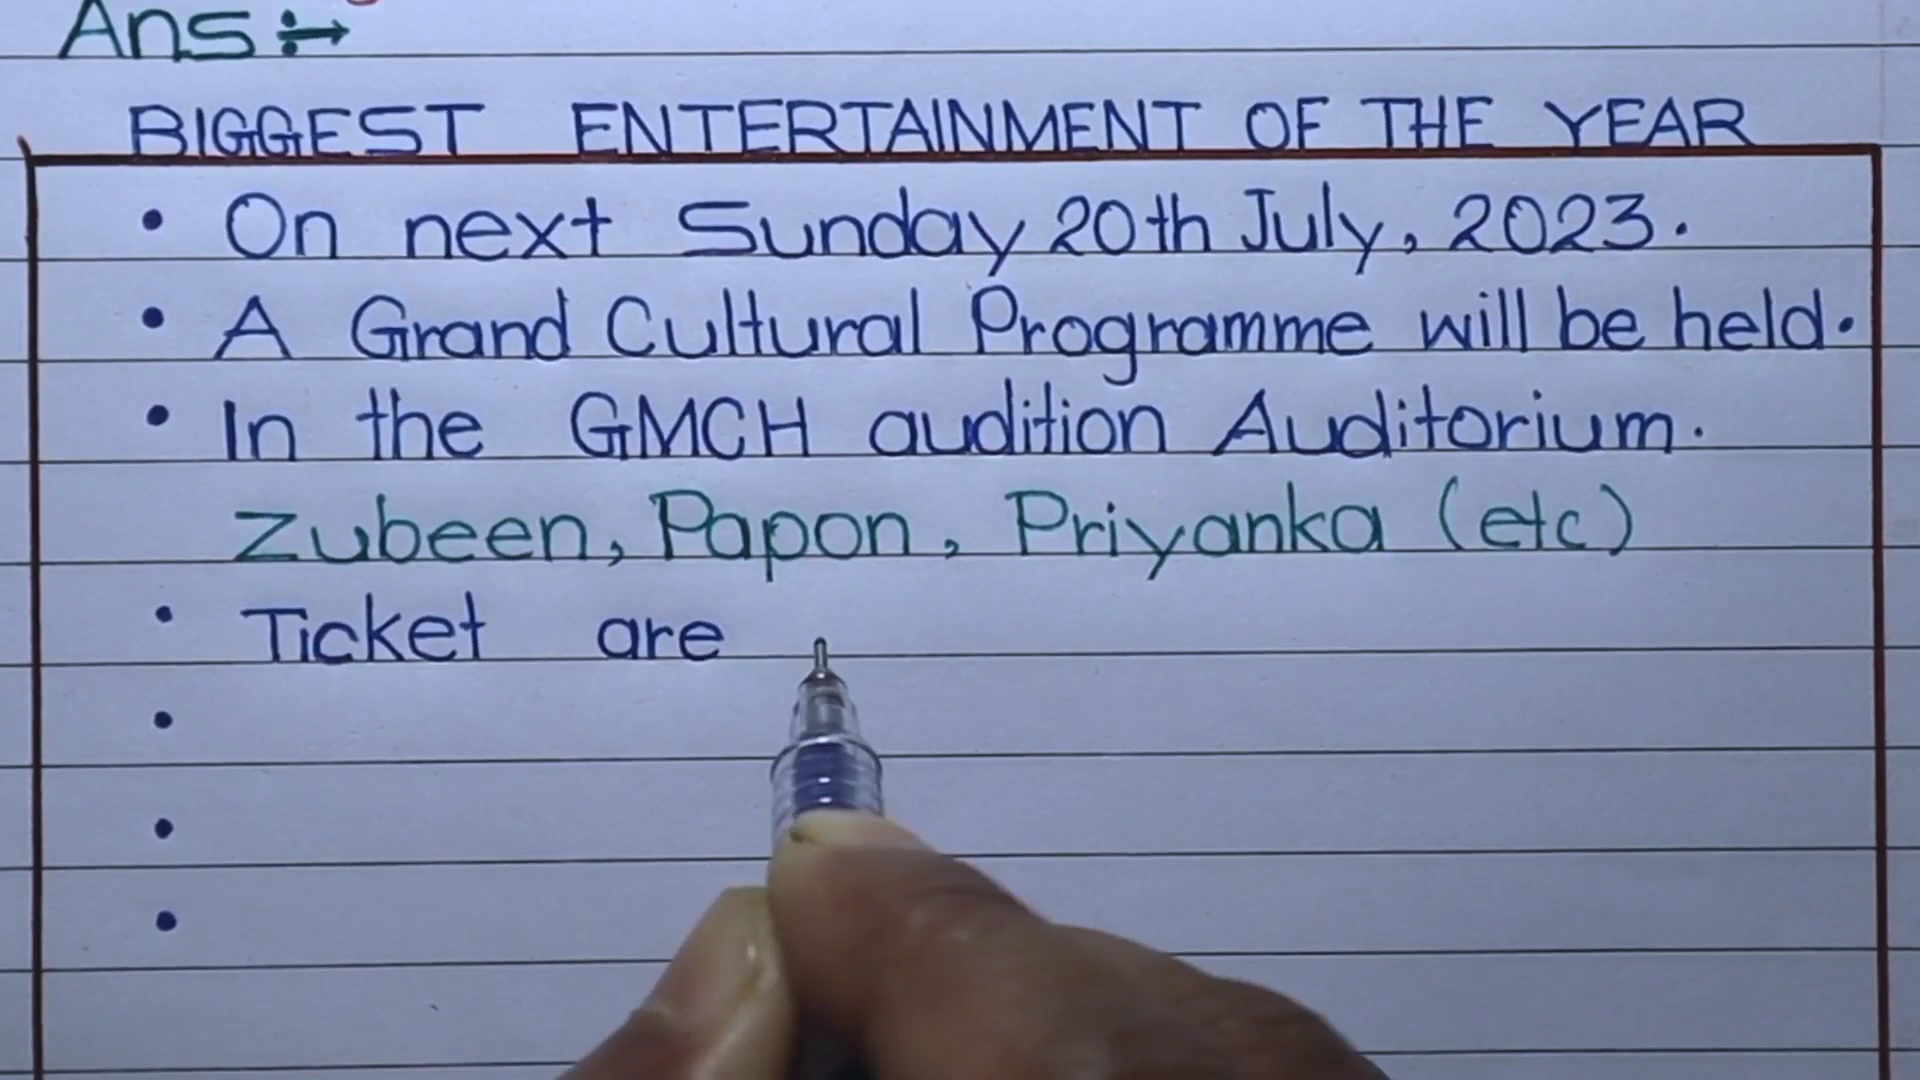 Ans ÷→
BIGGEST ENTERTAINMENT OF THE YEAR
• On next Sunday 20th July, 2023.
• A Grand Cultural Programme will be held.
• In the GMCH audition Auditorium.
Zubeen, Papon, Priyanka (etc)
• Ticket are
•
•
•